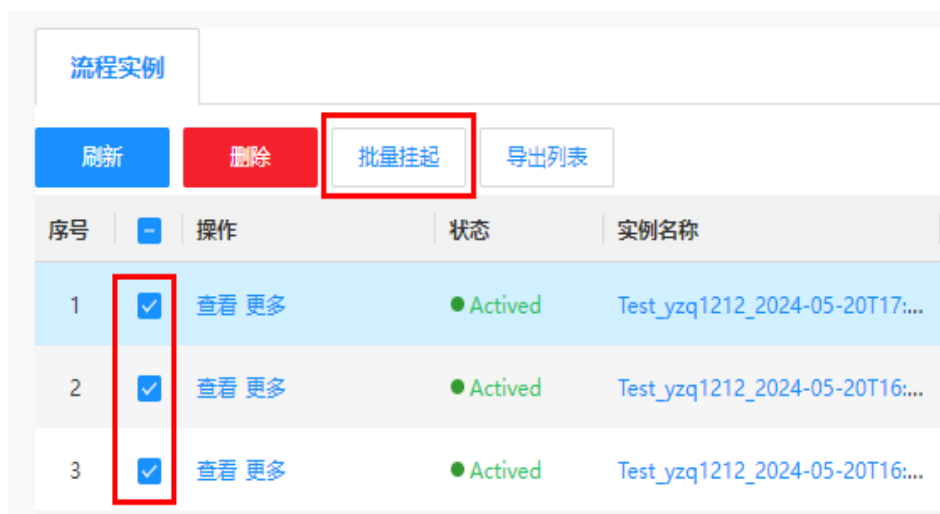 流程实例
刷新 删除 批量挂起 导出列表
序号 操作 状态 实例名称
1 查看 更多 Actived Test_yzq1212_2024-05-20T17:...
2 查看 更多 Actived Test_yzq1212_2024-05-20T16:...
3 查看 更多 Actived Test_yzq1212_2024-05-20T16:...